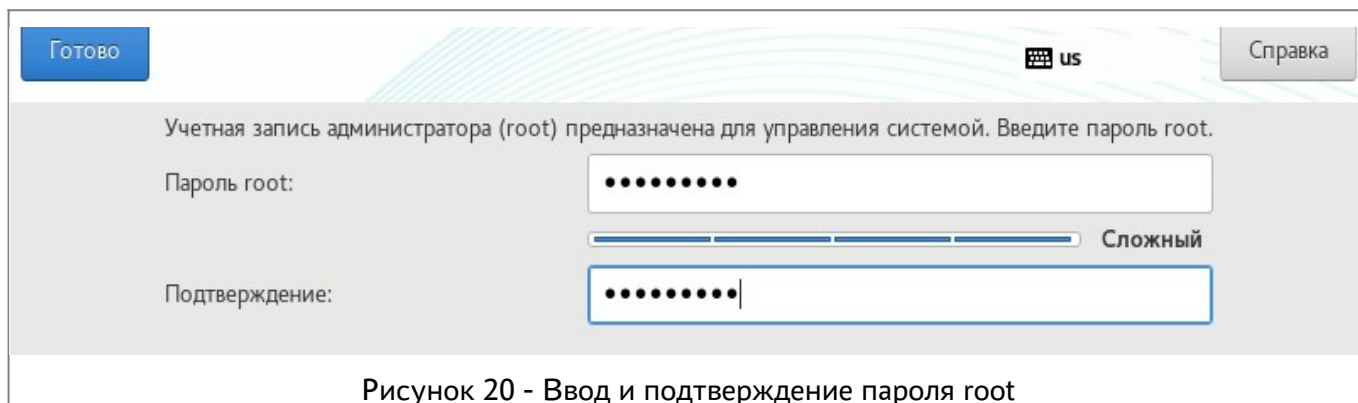 Готово
us
Справка
Учетная запись администратора (root) предназначена для управления системой. Введите пароль root.
Пароль root:
•••••••••
Сложный
Подтверждение:
•••••••••
Рисунок 20 - Ввод и подтверждение пароля root